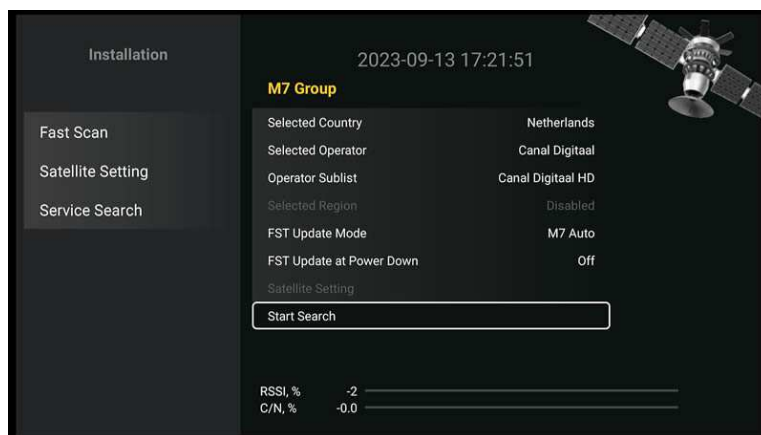 Installation
2023-09-13 17:21:51
M7 Group
Fast Scan
Satellite Setting
Service Search
Selected Country Netherlands
Selected Operator Canal Digitaal
Operator Sublist Canal Digitaal HD
Selected Region Disabled
FST Update Mode M7 Auto
FST Update at Power Down Off
Satellite Setting
Start Search
RSSI, % -2
C/N, % -0.0